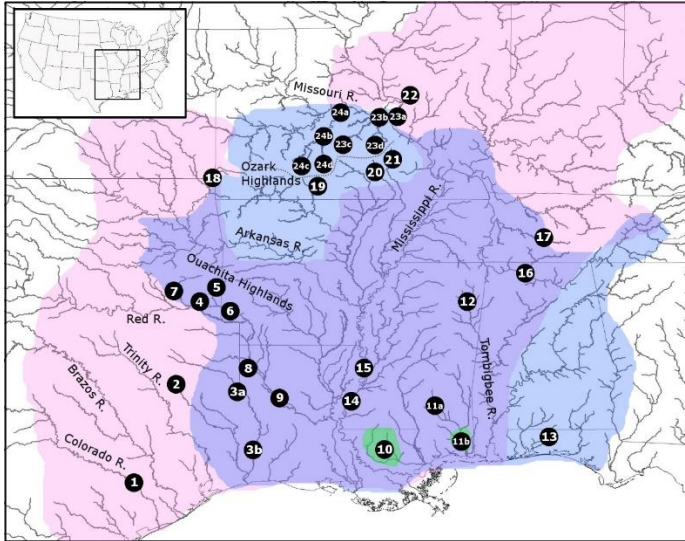 Missouri R.
22
24a
23b
23a
24b
23c
23d
21
24c
24d
20
Ozark
Highlands
18
19
Arkansas R.
Mississippi R.
17
16
Ouachita Highlands
7
5
4
6
12
Red R.
Trinity R.
Tombigbee R.
8
15
2
3a
9
14
11a
Brazos R.
Colorado R.
3b
10
11b
13
1